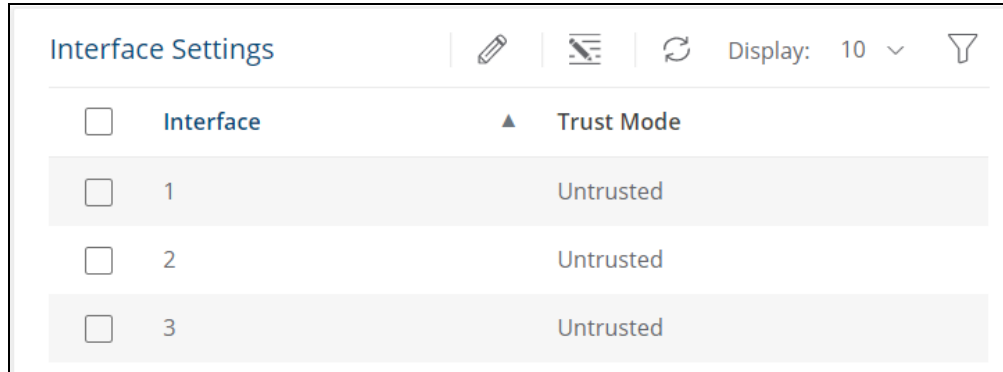 Interface Settings Display: 10
Interface Trust Mode
1 Untrusted
2 Untrusted
3 Untrusted